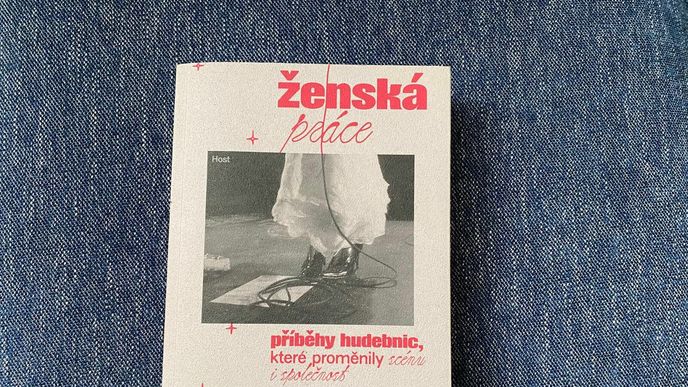 ženská
práce
Host
příběhy hudebnic,
které proměnily scénu
i společnost